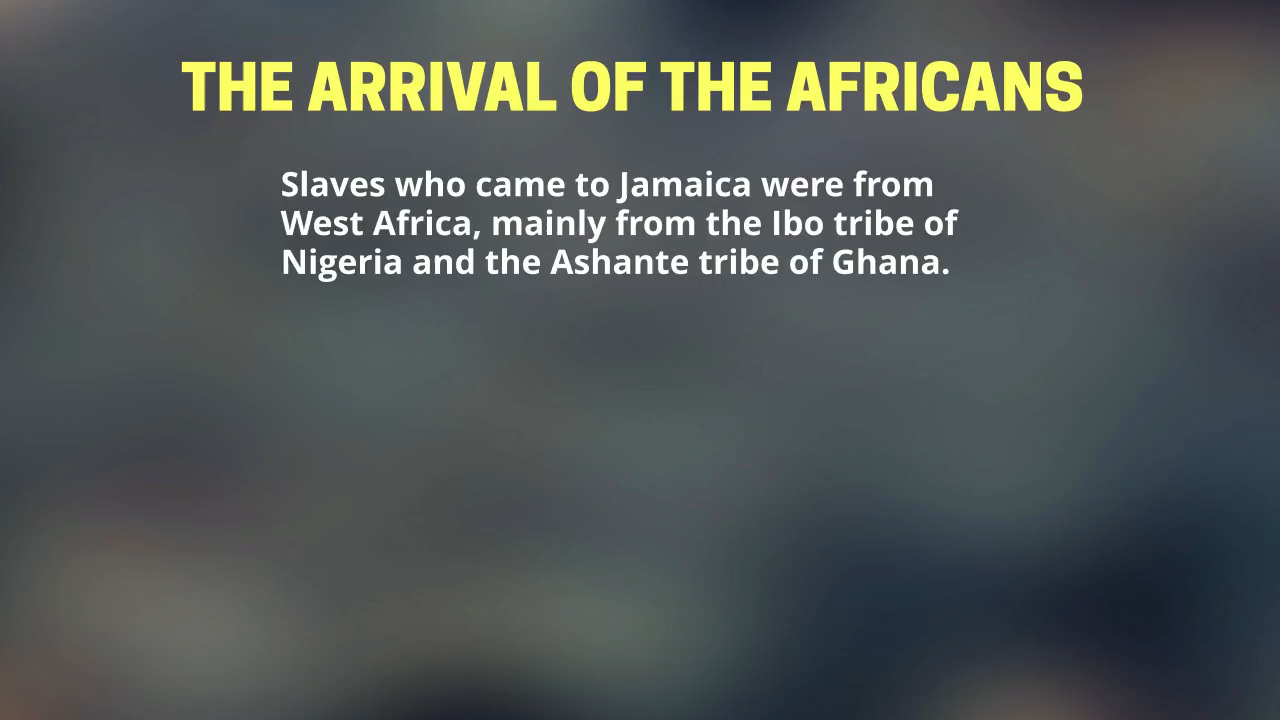 THE ARRIVAL OF THE AFRICANS
Slaves who came to Jamaica were from
West Africa, mainly from the Ibo tribe of
Nigeria and the Ashante tribe of Ghana.